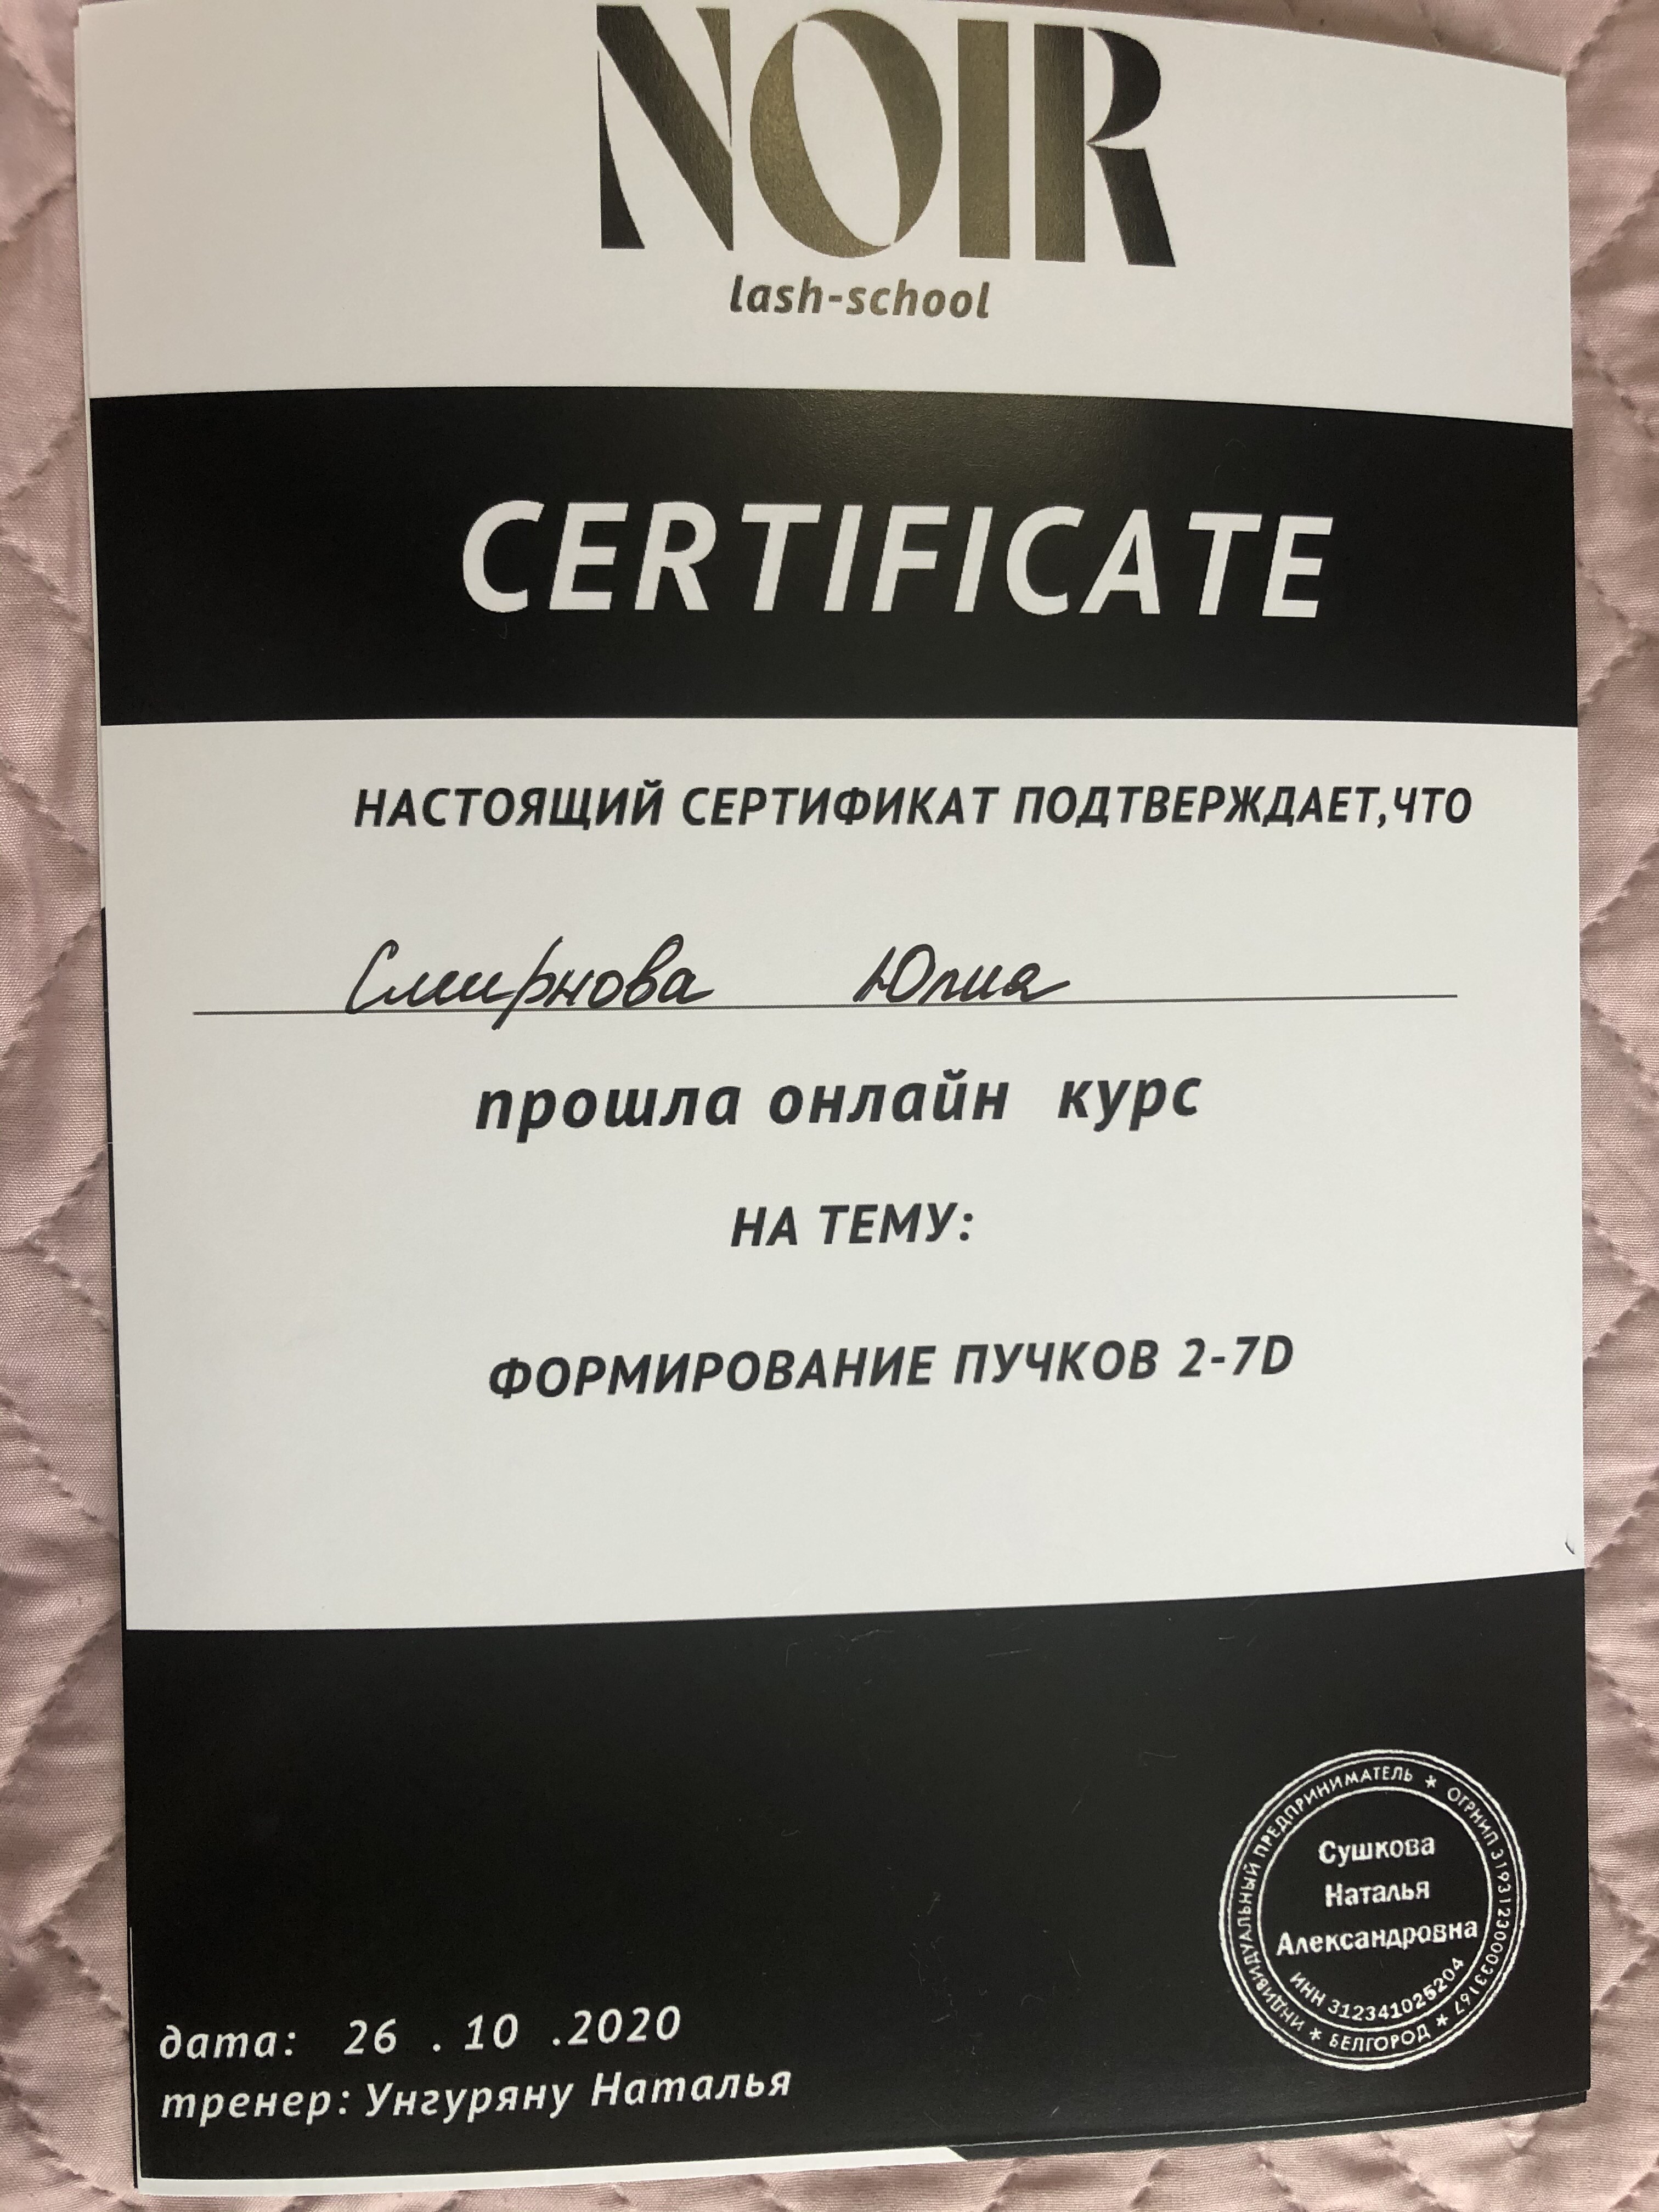 NOIR
lash-school
CERTIFICATE
НАСТОЯЩИЙ СЕРТИФИКАТ ПОДТВЕРЖДАЕТ,ЧТО
Смирнова Юлия
прошла онлайн курс
НА ТЕМУ:
ФОРМИРОВАНИЕ ПУЧКОВ 2-7D
ИНДИВИДУАЛЬНЫЙ ПРЕДПРИНИМАТЕЛЬ * ОГРНИП 319312300033167 * БЕЛГОРОД *
Сушкова
Наталья
Александровна
ИНН 312341025204
дата: 26 . 10 .2020
тренер: Унгуряну Наталья